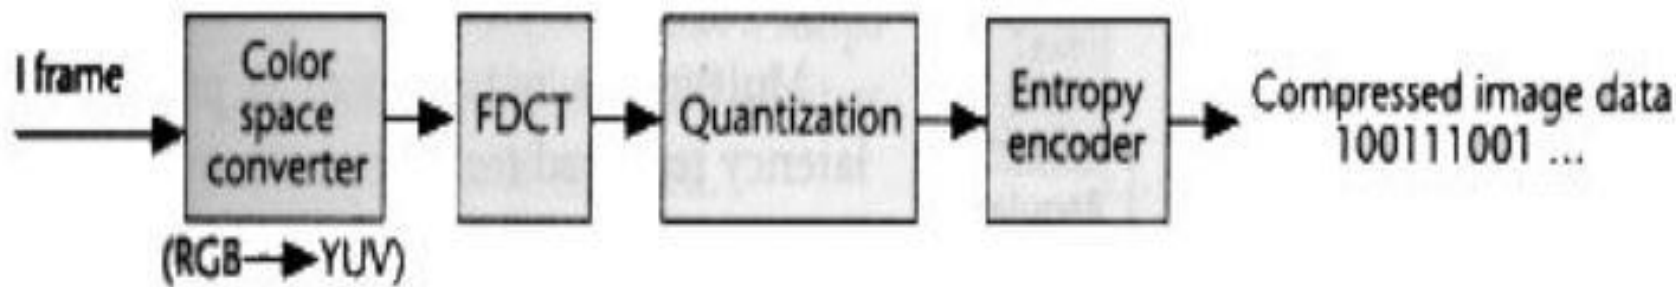 I frame
Color
space
converter
(RGB→YUV)
FDCT
Quantization
Entropy
encoder
Compressed image data
100111001 ...